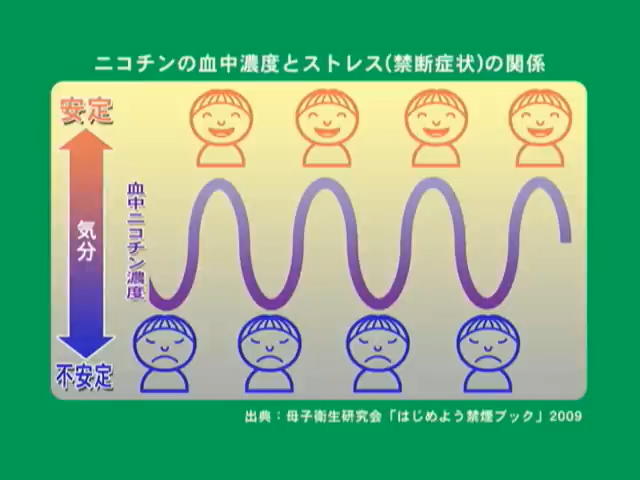 ニコチンの血中濃度とストレス(禁断症状)の関係
安定
気分
血中ニコチン濃度
不安定
出典:母子衛生研究会「はじめよう禁煙ブック」2009